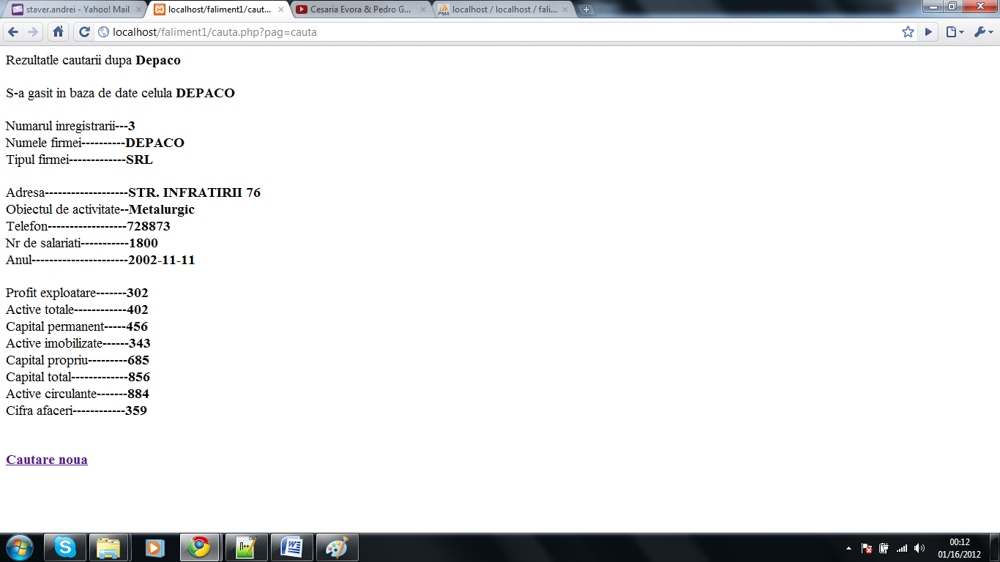 staver.andrei - Yahoo! Mail
localhost/faliment1/caut...
Cesaria Evora & Pedro G...
localhost / localhost / fali...
localhost/faliment1/cauta.php?pag=cauta
Rezultatle cautarii dupa Depaco
S-a gasit in baza de date celula DEPACO
Numarul inregistrarii---3
Numele firmei----------DEPACO
Tipul firmei-------------SRL
Adresa-------------------STR. INFRATIRII 76
Obiectul de activitate--Metalurgic
Telefon------------------728873
Nr de salariati-----------1800
Anul----------------------2002-11-11
Profit exploatare-------302
Active totale------------402
Capital permanent-----456
Active imobilizate------343
Capital propriu---------685
Capital total-------------856
Active circulante-------884
Cifra afaceri------------359
Cautare noua
00:12
01/16/2012